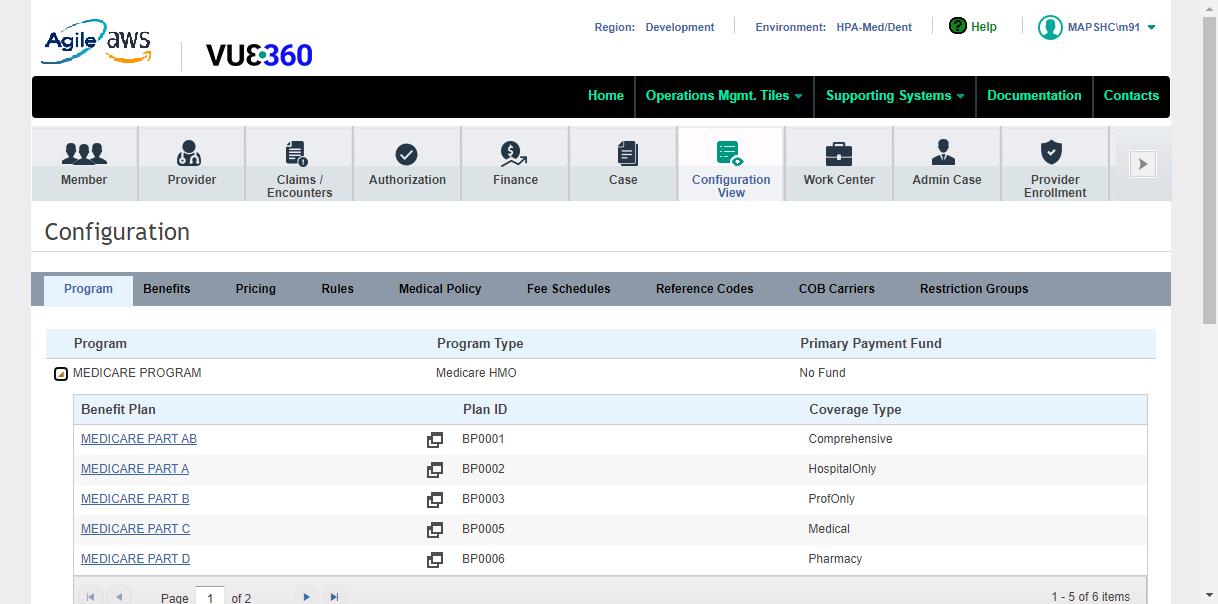 Region: Development Environment: HPA-Med/Dent ? Help MAPSHC\m91
Agile aws VUE360
Home Operations Mgmt. Tiles Supporting Systems Documentation Contacts
Member Provider Claims / Encounters Authorization Finance Case Configuration View Work Center Admin Case Provider Enrollment
Configuration
Program Benefits Pricing Rules Medical Policy Fee Schedules Reference Codes COB Carriers Restriction Groups
Program Program Type Primary Payment Fund
MEDICARE PROGRAM Medicare HMO No Fund
Benefit Plan Plan ID Coverage Type
MEDICARE PART AB BP0001 Comprehensive
MEDICARE PART A BP0002 HospitalOnly
MEDICARE PART B BP0003 ProfOnly
MEDICARE PART C BP0005 Medical
MEDICARE PART D BP0006 Pharmacy
Page 1 of 2 1 - 5 of 6 items